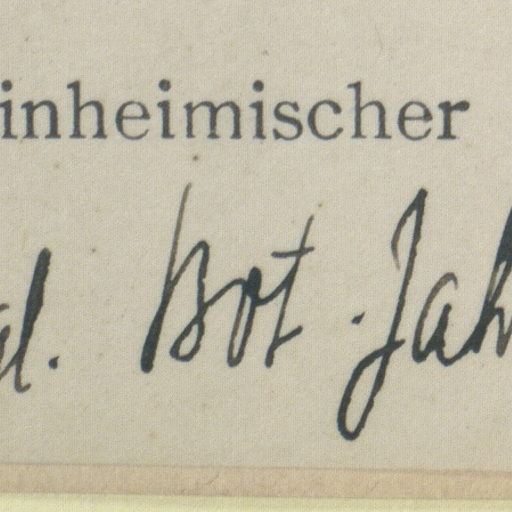 inheimischer
l. Bot. Jah